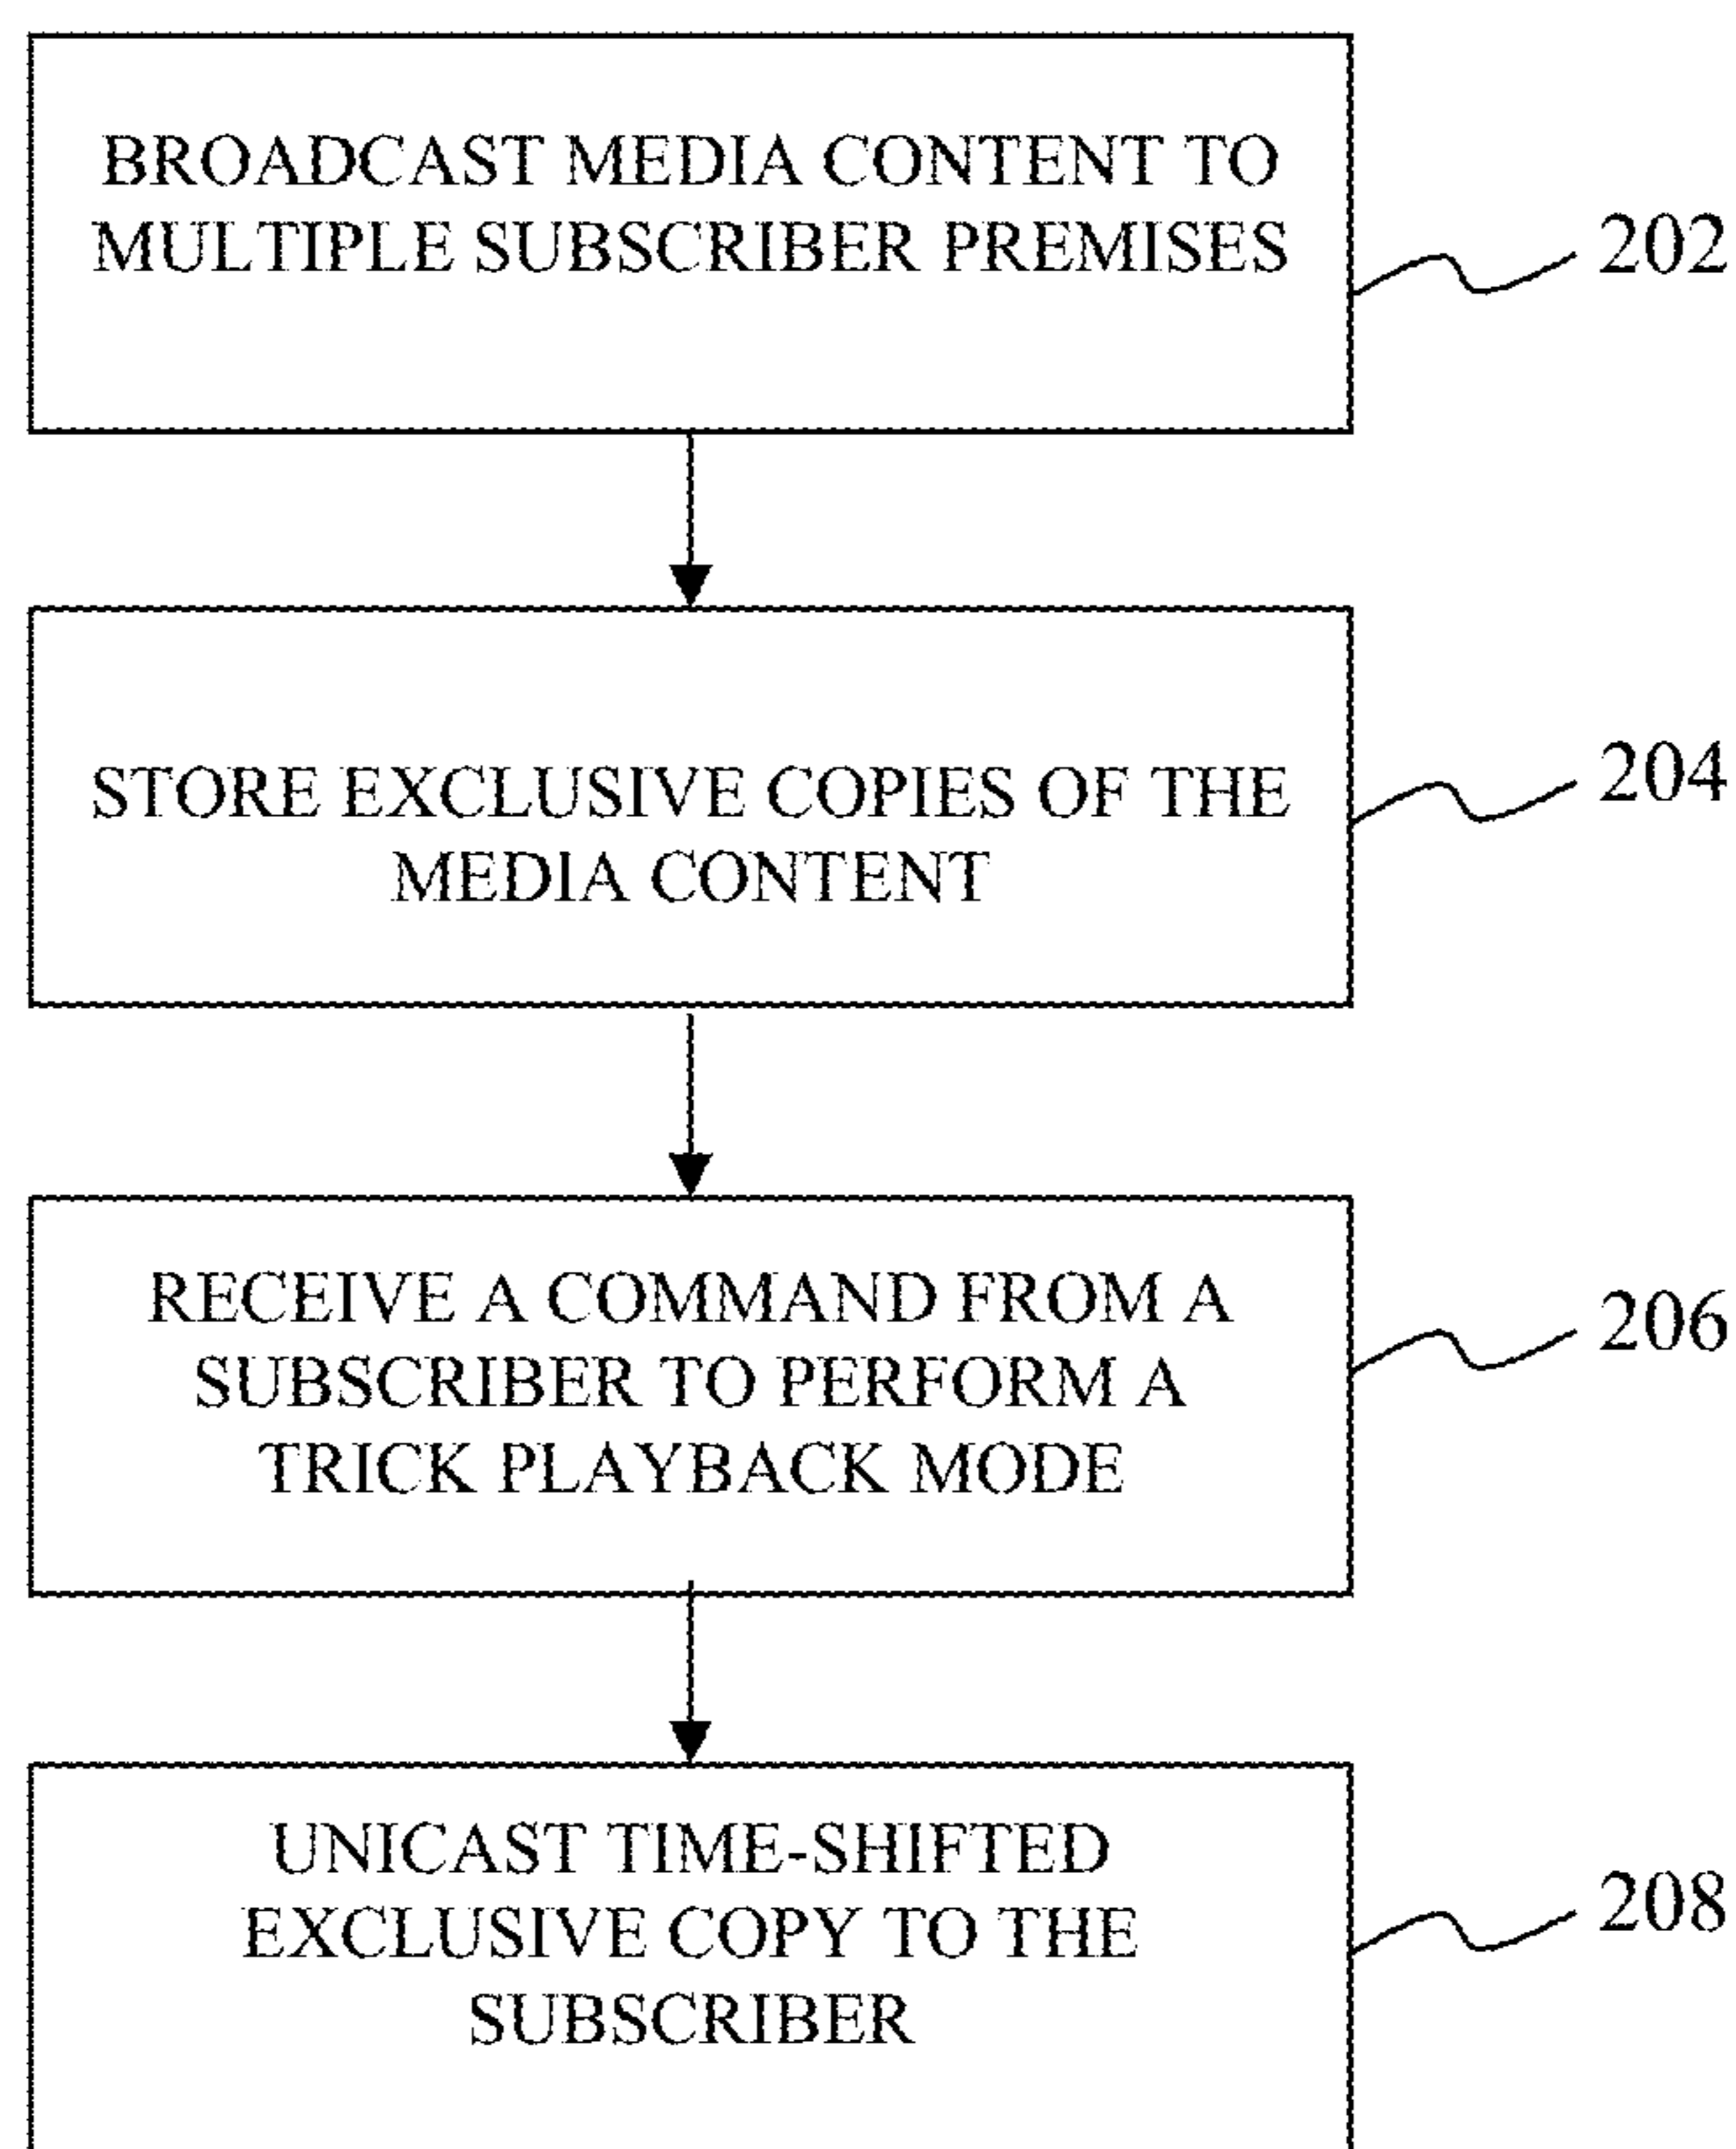 BROADCAST MEDIA CONTENT TO
MULTIPLE SUBSCRIBER PREMISES
202
STORE EXCLUSIVE COPIES OF THE
MEDIA CONTENT
204
RECEIVE A COMMAND FROM A
SUBSCRIBER TO PERFORM A
TRICK PLAYBACK MODE
206
UNICAST TIME-SHIFTED
EXCLUSIVE COPY TO THE
SUBSCRIBER
208